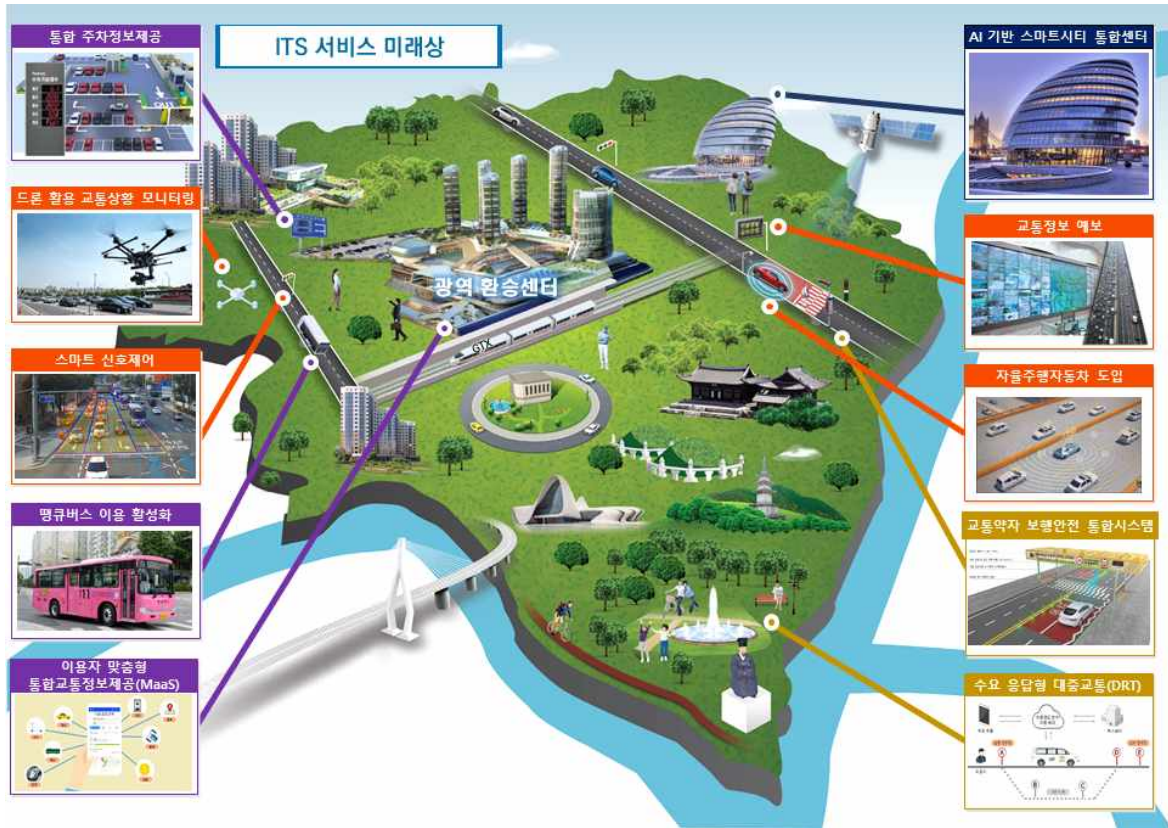 ITS 서비스 미래상
통합 주차정보제공
드론 활용 교통상황 모니터링
스마트 신호제어
땡큐버스 이용 활성화
이용자 맞춤형
통합교통정보제공(MaaS)
광역 환승센터
GTX
AI 기반 스마트시티 통합센터
교통정보 예보
자율주행자동차 도입
교통약자 보행안전 통합시스템
수요 응답형 대중교통(DRT)
A
D
E
B
C